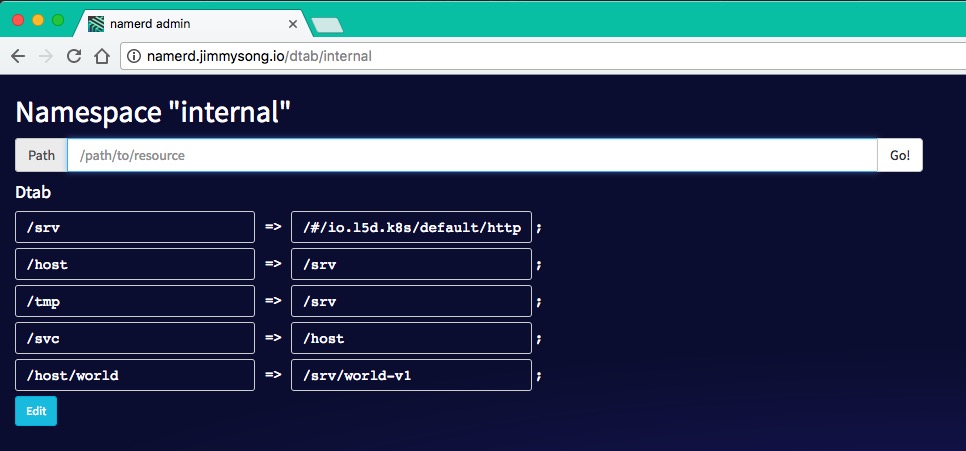 namerd admin
namerd.jimmysong.io/dtab/internal
Namespace "internal"
Path /path/to/resource Go!
Dtab
/srv => /#/io.l5d.k8s/default/http ;
/host => /srv ;
/tmp => /srv ;
/svc => /host ;
/host/world => /srv/world-v1 ;
Edit